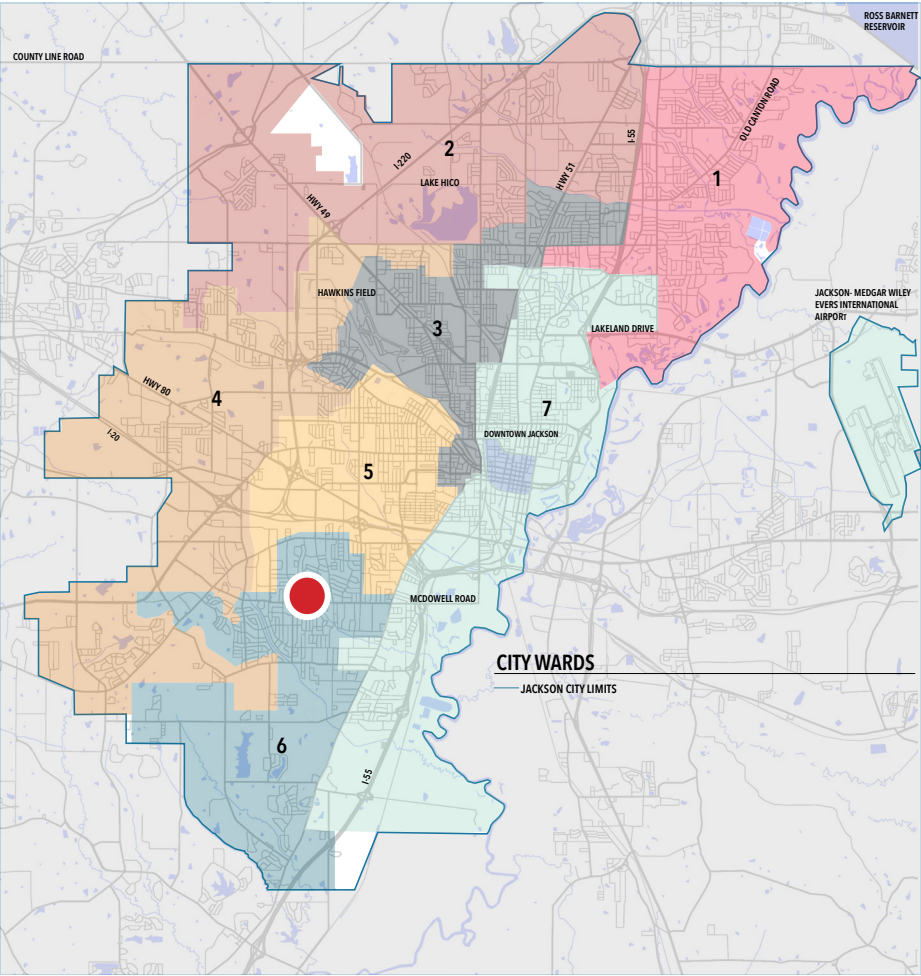 ROSS BARNETT
RESERVOIR
COUNTY LINE ROAD
OLD CANTON ROAD
I-55
2
I-220
HWY 51
1
LAKE HICO
HWY 49
HAWKINS FIELD
JACKSON- MEDGAR WILEY
EVERS INTERNATIONAL
AIRPORT
3
LAKELAND DRIVE
HWY 80
4
7
I-20
DOWNTOWN JACKSON
5
MCDOWELL ROAD
CITY WARDS
JACKSON CITY LIMITS
6
I-55